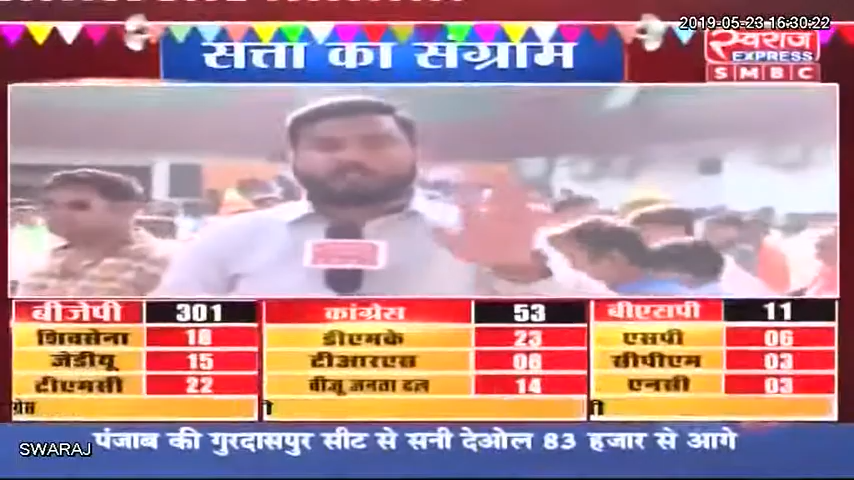 2019-05-23 16:30:22
सत्ता का संग्राम
स्वराज
EXPRESS
SMBC
बीजेपी 301 कांग्रेस 53 बीएसपी 11
शिवसेना 18 डीएमके 23 एसपी 06
जेडीयू 15 टीआरएस 08 सीपीएम 03
टीएमसी 22 बीजू जनता दल 14 एनसी 03
पंजाब की गुरदासपुर सीट से सनी देओल 83 हजार से आगे
SWARAJ